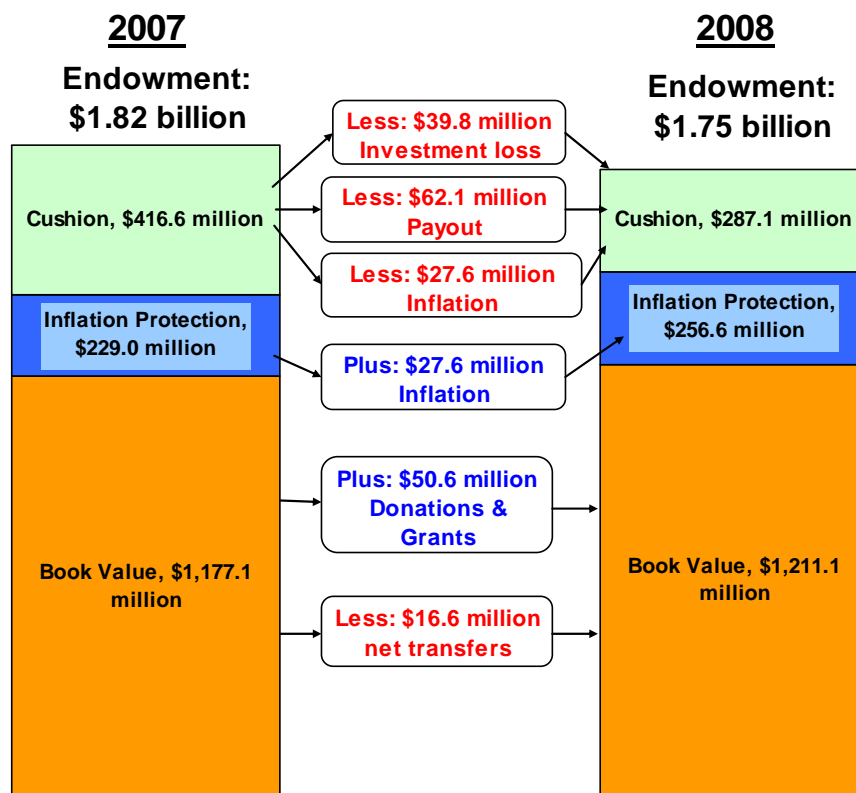 2007
Endowment:
$1.82 billion
Cushion, $416.6 million
Inflation Protection,
$229.0 million
Book Value, $1,177.1
million
Less: $39.8 million
Investment loss
Less: $62.1 million
Payout
Less: $27.6 million
Inflation
Plus: $27.6 million
Inflation
Plus: $50.6 million
Donations &
Grants
Less: $16.6 million
net transfers
2008
Endowment:
$1.75 billion
Cushion, $287.1 million
Inflation Protection,
$256.6 million
Book Value, $1,211.1
million